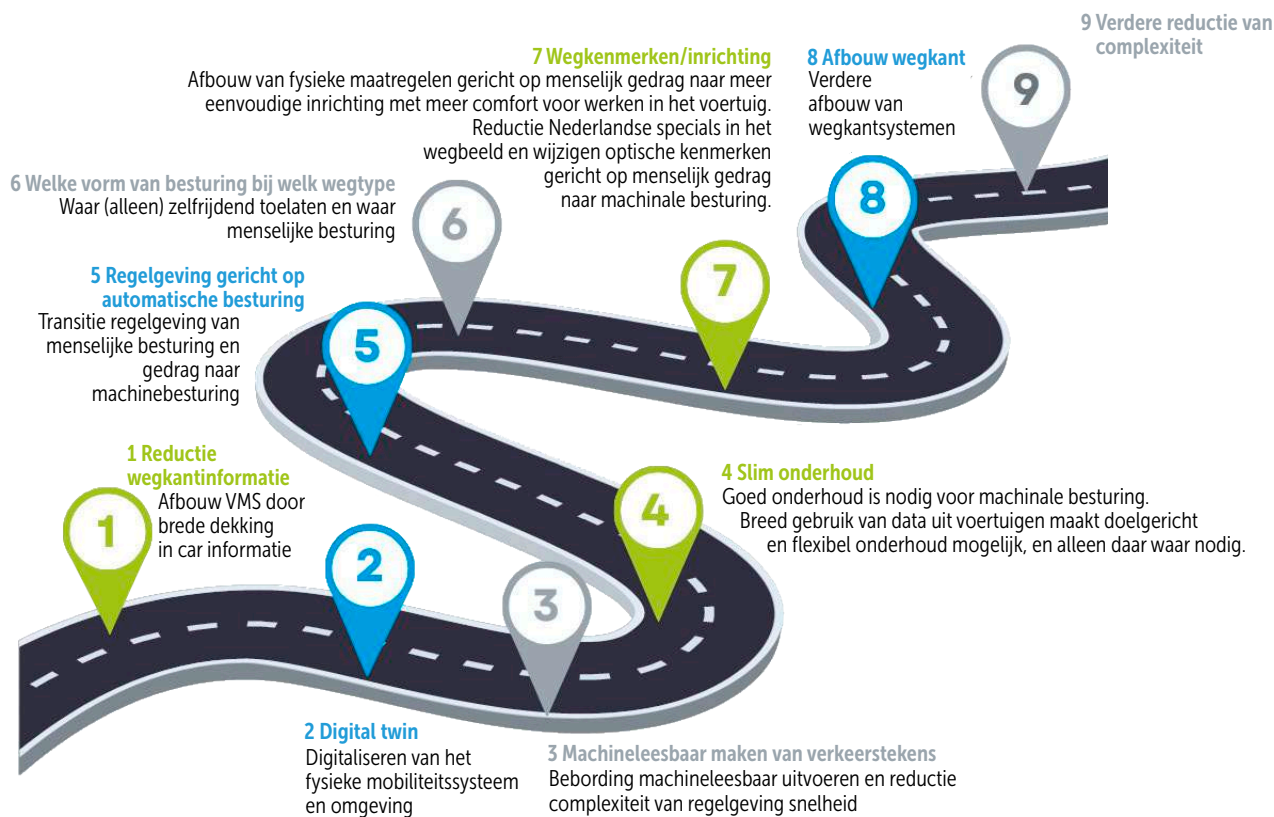 9 Verdere reductie van
complexiteit
9
7 Wegkenmerken/inrichting
Afbouw van fysieke maatregelen gericht op menselijk gedrag naar meer
eenvoudige inrichting met meer comfort voor werken in het voertuig.
Reductie Nederlandse specials in het
wegbeeld en wijzigen optische kenmerken
gericht op menselijk gedrag
naar machinale besturing.
7
8 Afbouw wegkant
Verdere
afbouw van
wegkantsystemen
8
6 Welke vorm van besturing bij welk wegtype
Waar (alleen) zelfrijdend toelaten en waar
menselijke besturing
6
5 Regelgeving gericht op
automatische besturing
Transitie regelgeving van
menselijke besturing en
gedrag naar
machinebesturing
5
1 Reductie
wegkantinformatie
Afbouw VMS door
brede dekking
in car informatie
1
4 Slim onderhoud
Goed onderhoud is nodig voor machinale besturing.
Breed gebruik van data uit voertuigen maakt doelgericht
en flexibel onderhoud mogelijk, en alleen daar waar nodig.
4
2
2 Digital twin
Digitaliseren van het
fysieke mobiliteitssysteem
en omgeving
3
3 Machineleesbaar maken van verkeerstekens
Bebording machineleesbaar uitvoeren en reductie
complexiteit van regelgeving snelheid